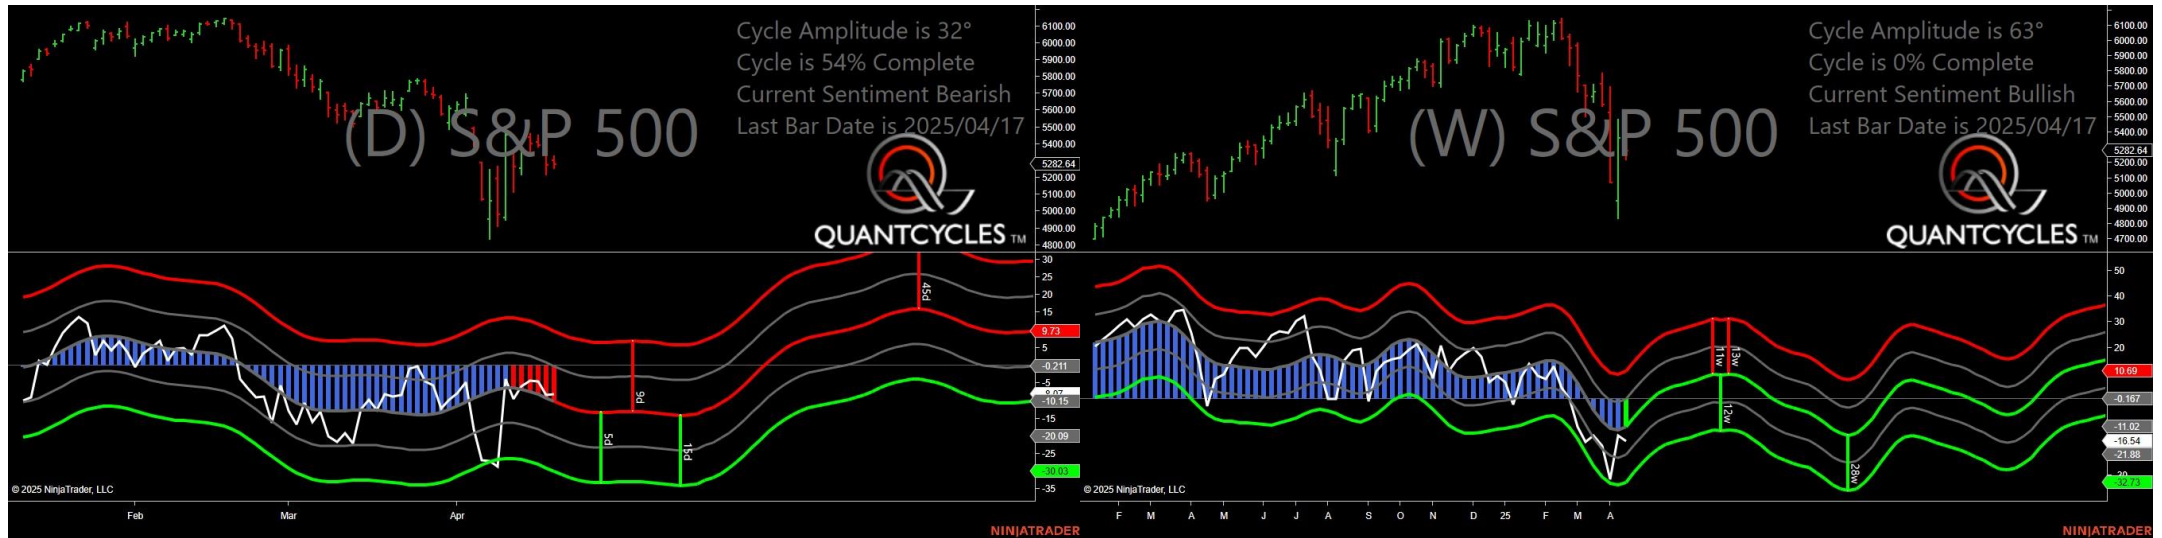 Cycle Amplitude is 32°
Cycle is 54% Complete
Current Sentiment Bearish
Last Bar Date is 2025/04/17
(D) S&P 500
QUANTCYCLES TM
6100.00
6000.00
5900.00
5800.00
5700.00
5600.00
5500.00
5400.00
5282.64
5200.00
5100.00
5000.00
4900.00
4800.00
30
25
20
15
9.73
5
-0.211
-5
-10.15
-15
-20.09
-25
-30.03
-35
45d
9d
5d
15d
© 2025 NinjaTrader, LLC
Feb Mar Apr
NINJATRADER
Cycle Amplitude is 63°
Cycle is 0% Complete
Current Sentiment Bullish
Last Bar Date is 2025/04/17
(W) S&P 500
QUANTCYCLES TM
6100.00
6000.00
5900.00
5800.00
5700.00
5600.00
5500.00
5400.00
5282.64
5200.00
5100.00
5000.00
4900.00
4800.00
4700.00
50
40
30
20
10.69
-0.167
-11.02
-16.54
-21.88
-32.73
11w
13w
12w
28w
© 2025 NinjaTrader, LLC
F M A M J J A S O N D 25 F M A
NINJATRADER